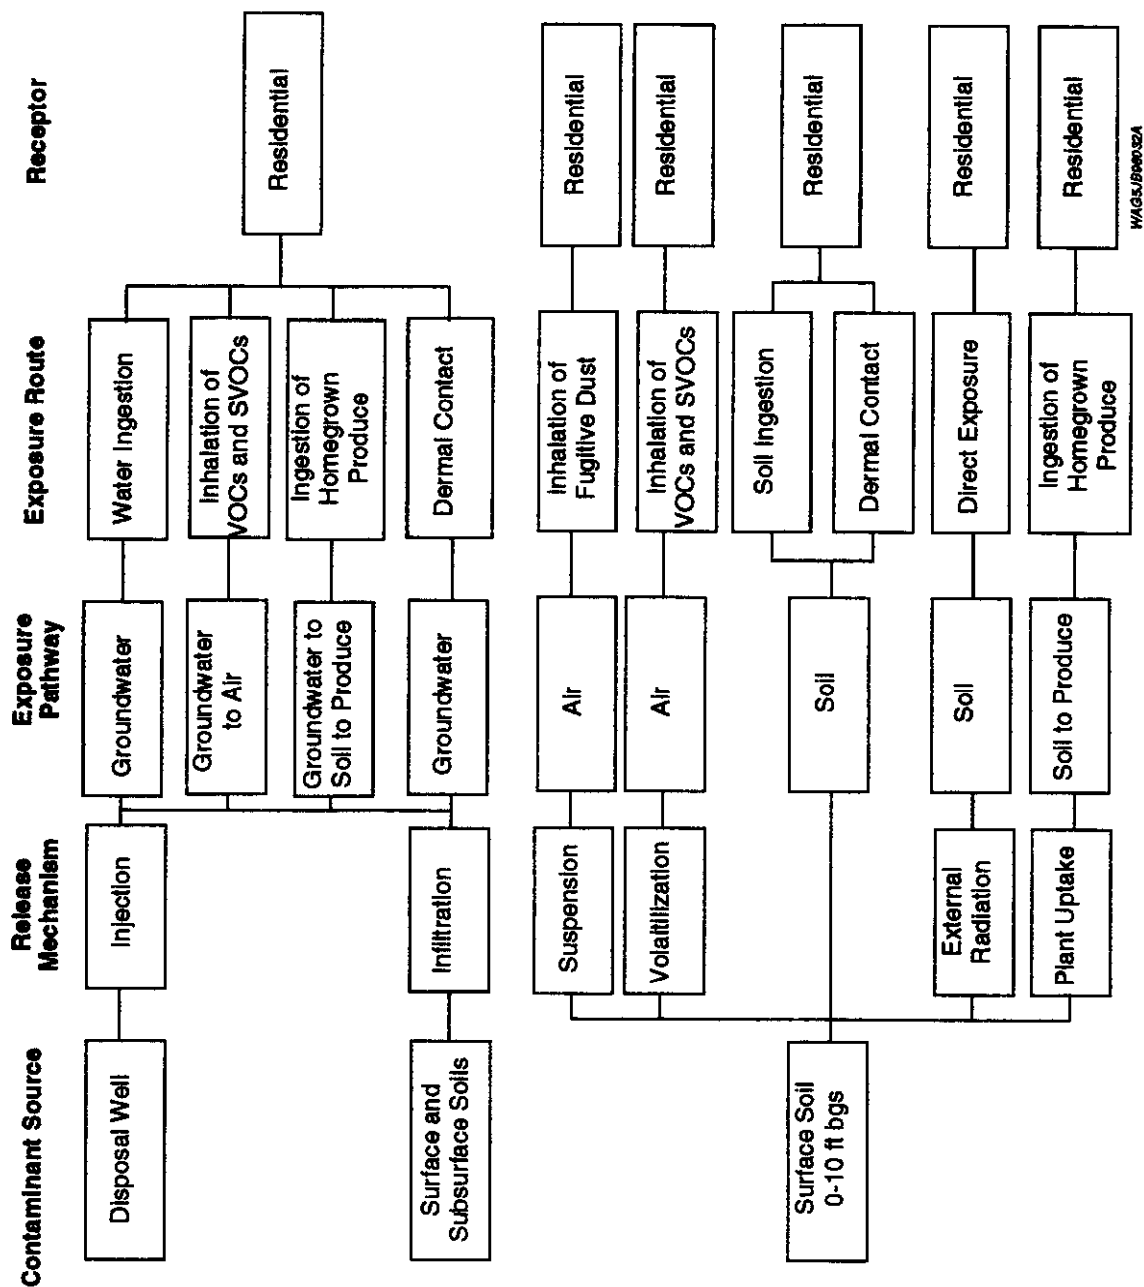 Contaminant Source
Release
Mechanism
Exposure
Pathway
Exposure Route
Receptor
Disposal Well
Injection
Groundwater
Water Ingestion
Groundwater
to Air
Inhalation of
VOCs and SVOCs
Residential
Groundwater to
Soil to Produce
Ingestion of
Homegrown
Produce
Surface and
Subsurface Soils
Infiltration
Groundwater
Dermal Contact
Suspension
Air
Inhalation of
Fugitive Dust
Residential
Volaltilization
Air
Inhalation of
VOCs and SVOCs
Residential
Surface Soil
0-10 ft bgs
Soil
Soil Ingestion
Dermal Contact
Residential
External
Radiation
Soil
Direct Exposure
Residential
Plant Uptake
Soil to Produce
Ingestion of
Homegrown
Produce
Residential
WAG5JB96032A